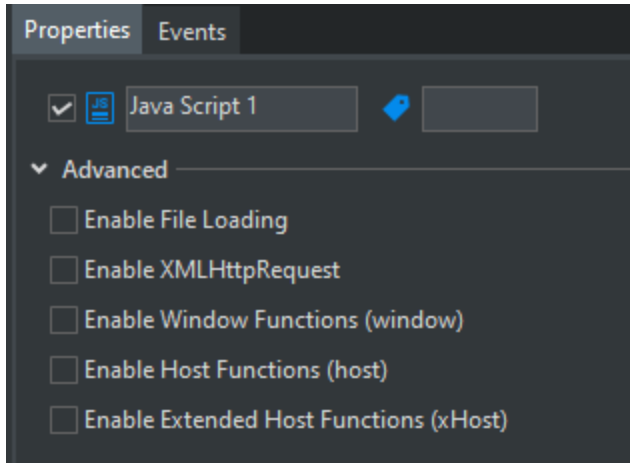 Properties Events
JS Java Script 1
Advanced
Enable File Loading
Enable XMLHttpRequest
Enable Window Functions (window)
Enable Host Functions (host)
Enable Extended Host Functions (xHost)